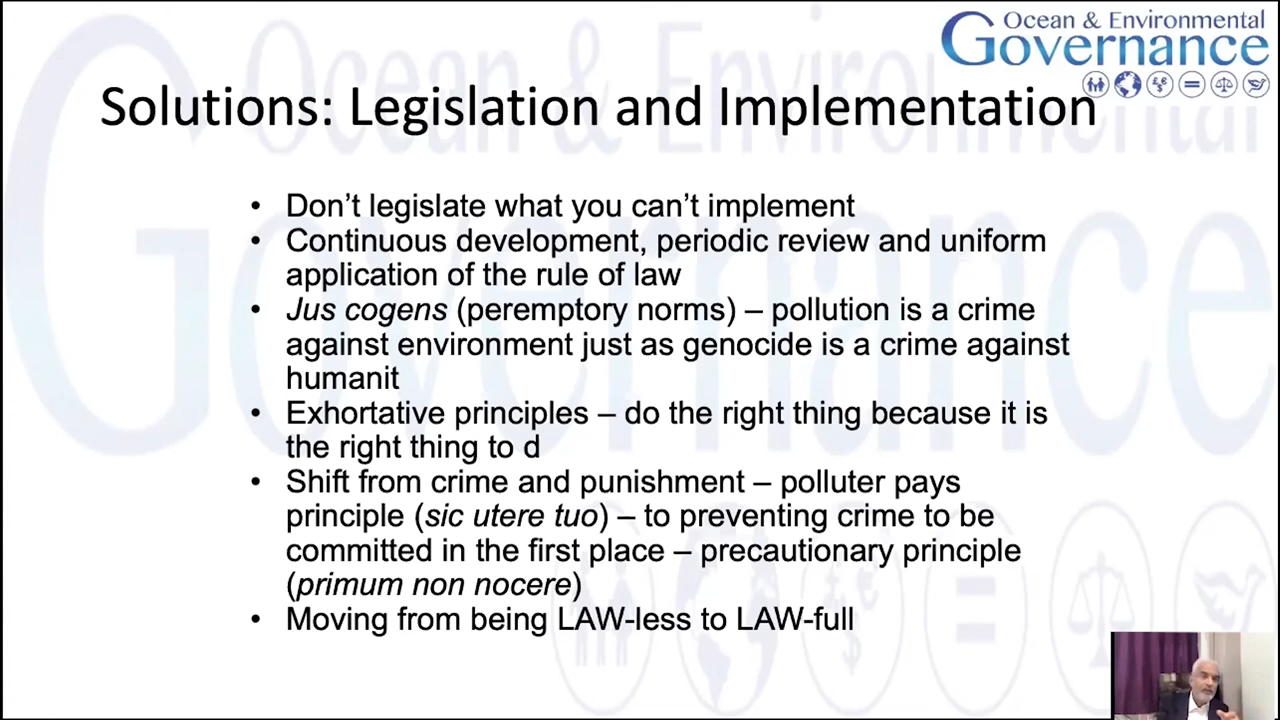 Ocean & Environmental
Governance
Solutions: Legislation and Implementation
• Don’t legislate what you can’t implement
• Continuous development, periodic review and uniform
application of the rule of law
• Jus cogens (peremptory norms) – pollution is a crime
against environment just as genocide is a crime against
humanit
• Exhortative principles – do the right thing because it is
the right thing to d
• Shift from crime and punishment – polluter pays
principle (sic utere tuo) – to preventing crime to be
committed in the first place – precautionary principle
(primum non nocere)
• Moving from being LAW-less to LAW-full
Ocean & Environmental
Governance